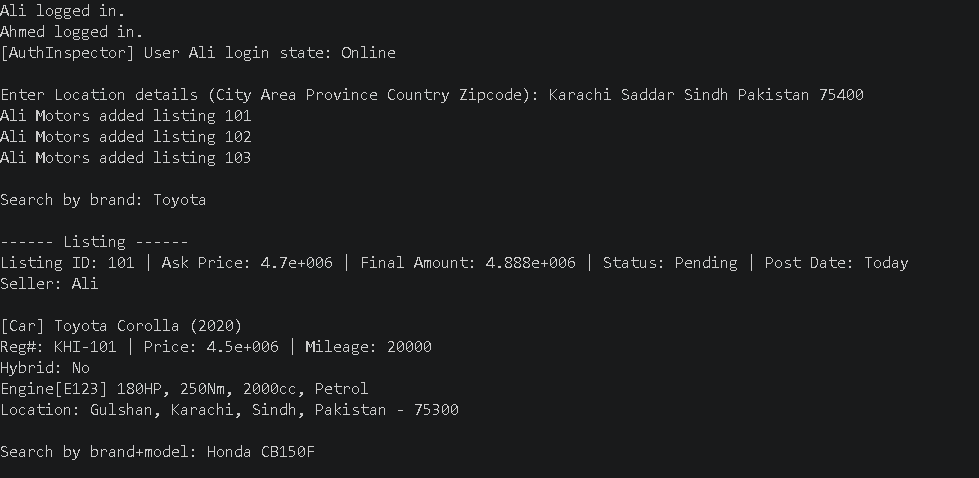 Ali logged in.
Ahmed logged in.
[AuthInspector] User Ali login state: Online
Enter Location details (City Area Province Country Zipcode): Karachi Saddar Sindh Pakistan 75400
Ali Motors added listing 101
Ali Motors added listing 102
Ali Motors added listing 103
Search by brand: Toyota
------ Listing ------
Listing ID: 101 | Ask Price: 4.7e+006 | Final Amount: 4.888e+006 | Status: Pending | Post Date: Today
Seller: Ali
[Car] Toyota Corolla (2020)
Reg#: KHI-101 | Price: 4.5e+006 | Mileage: 20000
Hybrid: No
Engine[E123] 180HP, 250Nm, 2000cc, Petrol
Location: Gulshan, Karachi, Sindh, Pakistan - 75300
Search by brand+model: Honda CB150F